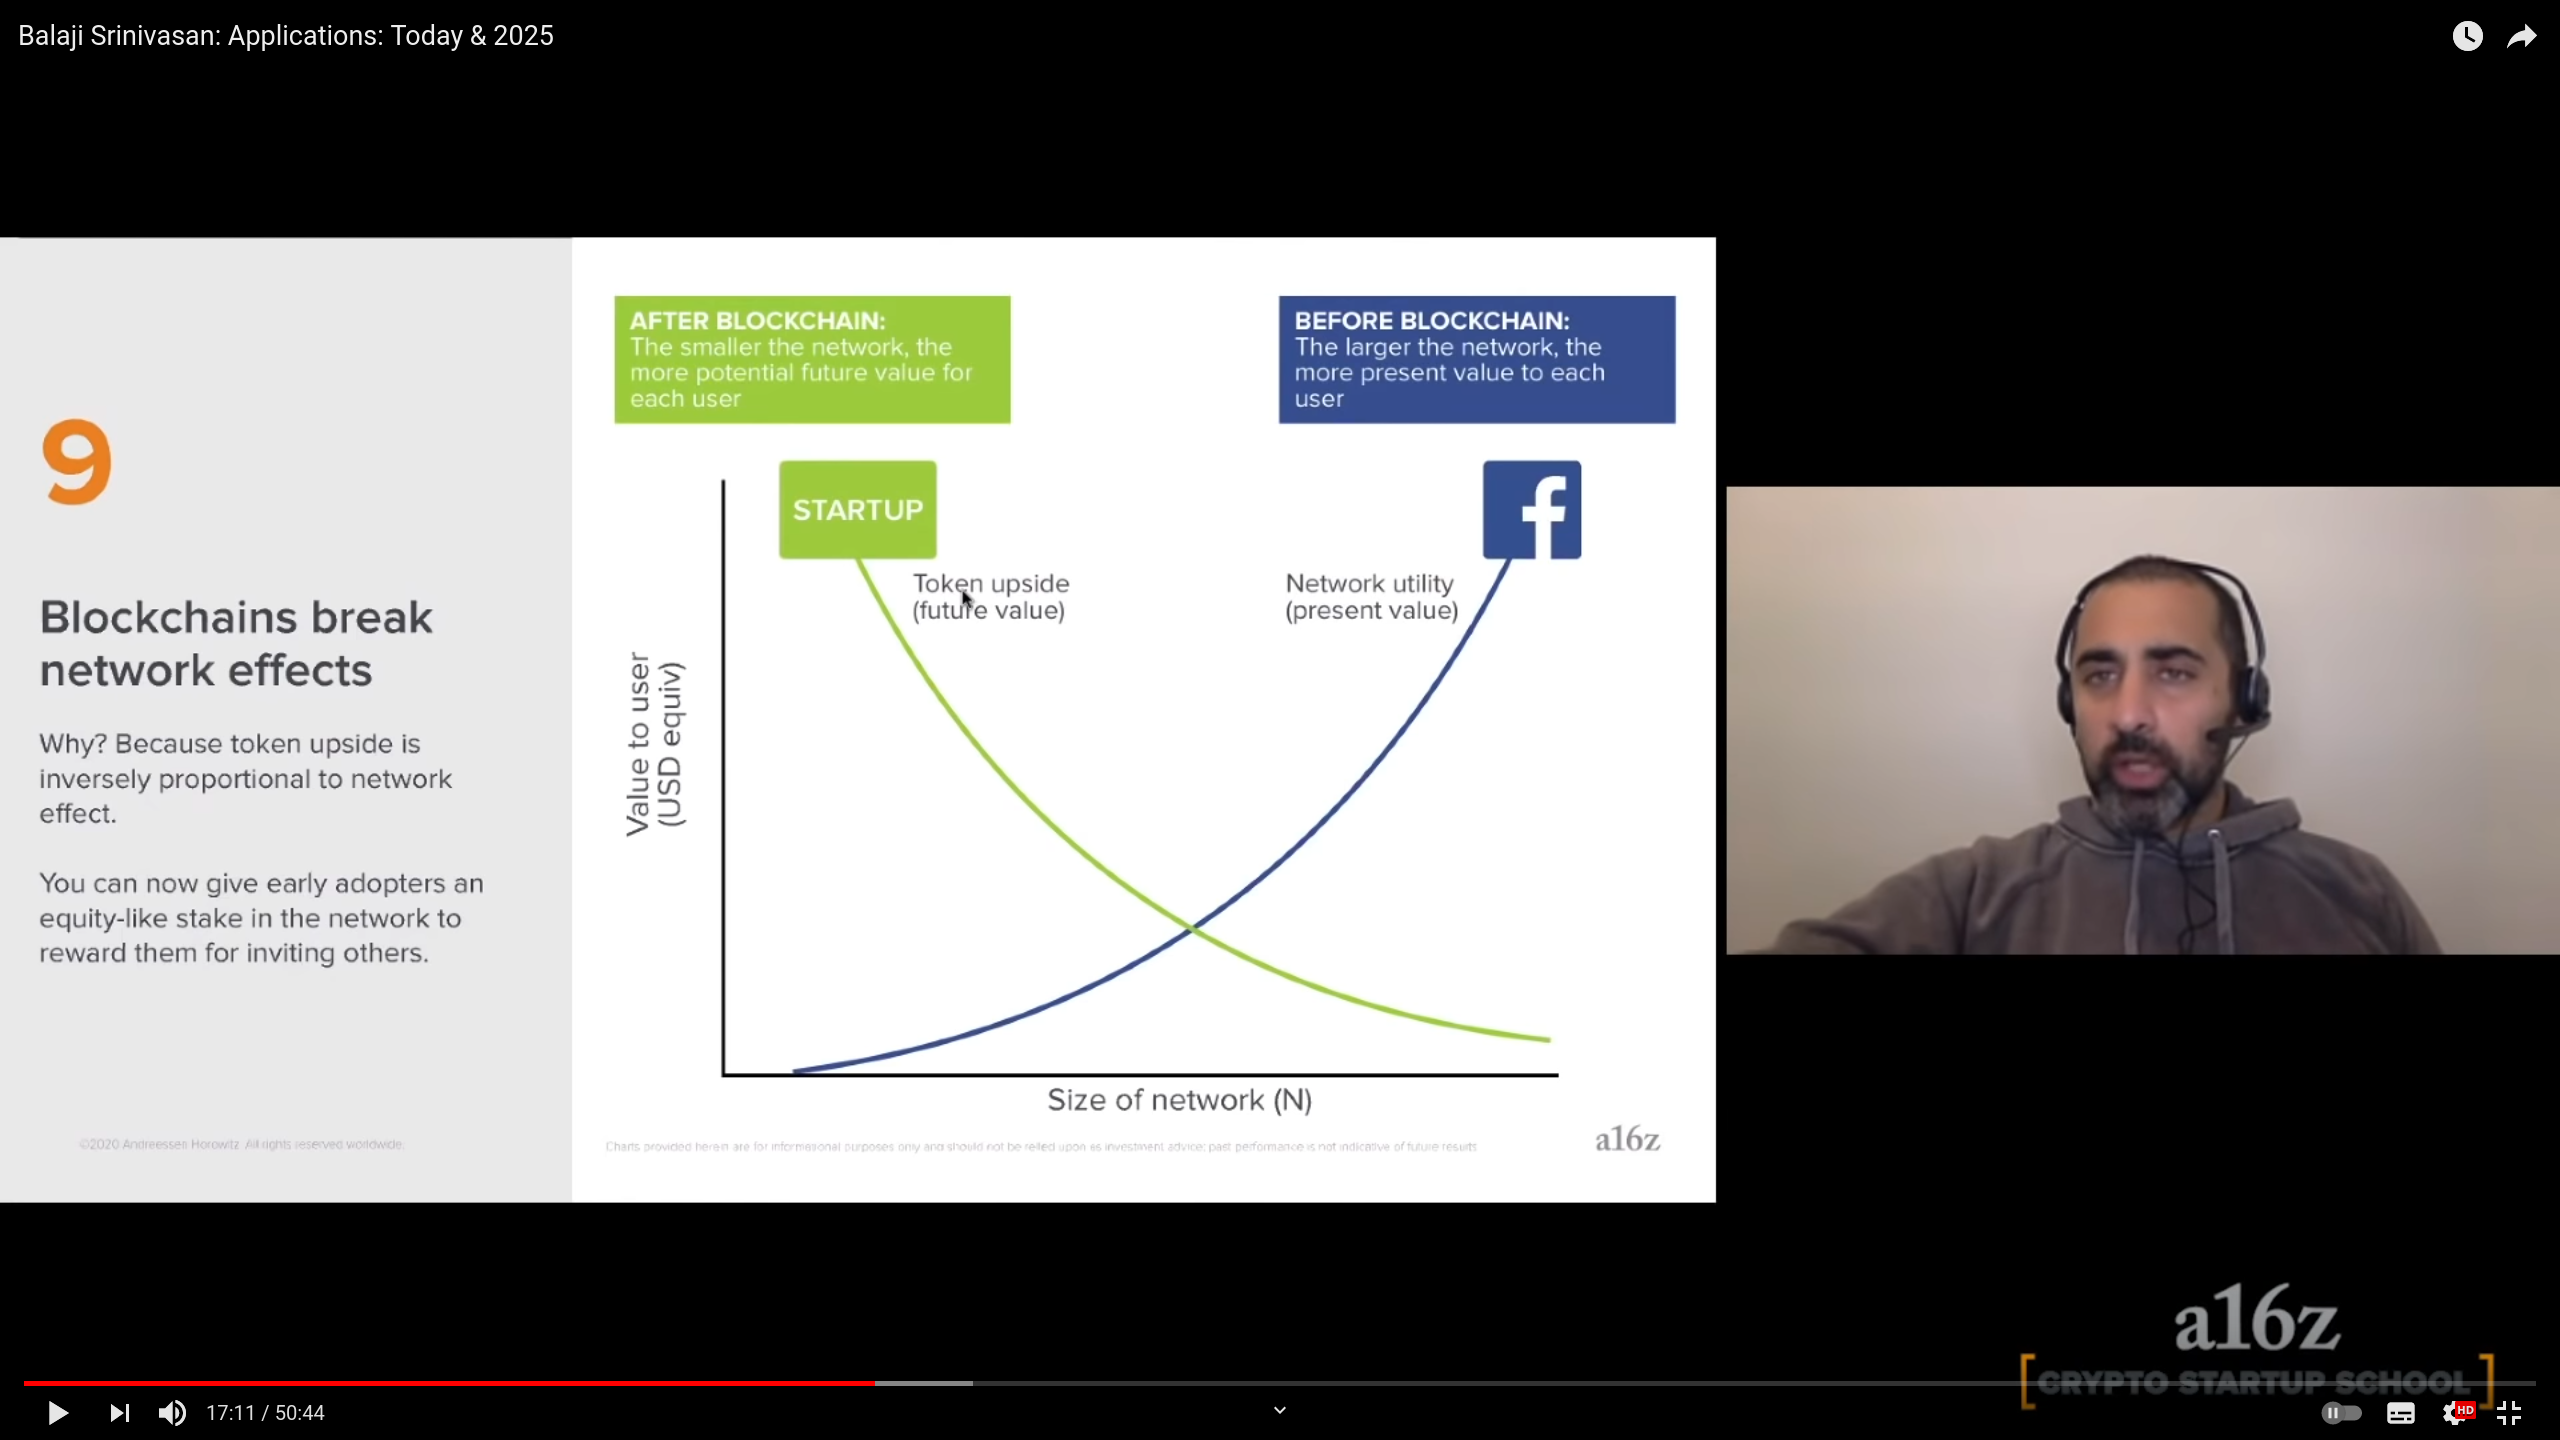 Balaji Srinivasan: Applications: Today & 2025
9
Blockchains break
network effects
Why? Because token upside is
inversely proportional to network
effect.
You can now give early adopters an
equity-like stake in the network to
reward them for inviting others.
©2020 Andreessen Horowitz. All rights reserved worldwide.
AFTER BLOCKCHAIN:
The smaller the network, the
more potential future value for
each user
BEFORE BLOCKCHAIN:
The larger the network, the
more present value to each
user
STARTUP
f
Token upside
(future value)
Network utility
(present value)
Value to user
(USD equiv)
Size of network (N)
Charts provided herein are for informational purposes only and should not be relied upon as investment advice; past performance is not indicative of future results
a16z
a16z
[CRYPTO STARTUP SCHOOL]
17:11 / 50:44
HD